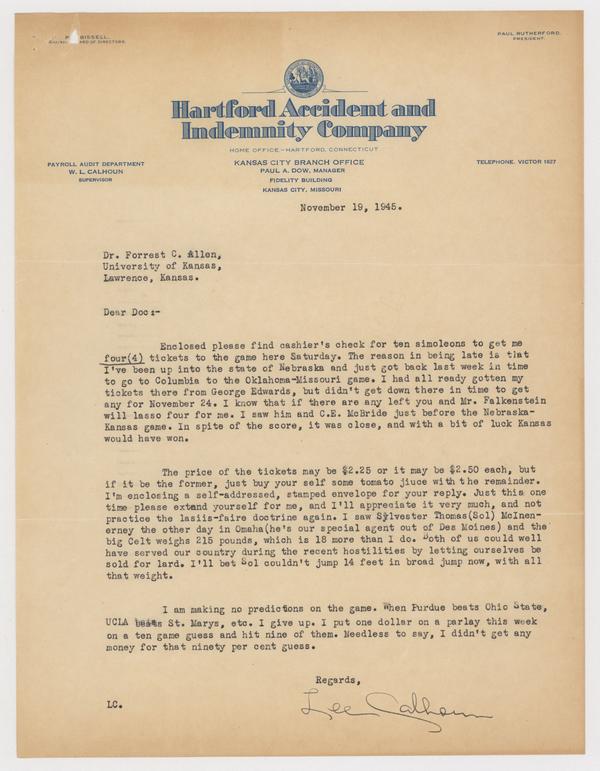 BISSELL,
OF DIRECTORS.
PAUL RUTHERFORD,
PRESIDENT.
Hartford Accident and
Indemnity Company
HOME OFFICE - HARTFORD, CONNECTICUT
PAYROLL AUDIT DEPARTMENT
W. L. CALHOUN
SUPERVISOR
KANSAS CITY BRANCH OFFICE
PAUL A. DOW, MANAGER
FIDELITY BUILDING
KANSAS CITY, MISSOURI
TELEPHONE, VICTOR 1627
November 19, 1945.
Dr. Forrest C. Allen,
University of Kansas,
Lawrence, Kansas.
Dear Doc:-
Enclosed please find cashier's check for ten simoleons to get me
four(4) tickets to the game here Saturday. The reason in being late is that
I've been up into the state of Nebraska and just got back last week in time
to go to Columbia to the Oklahoma-Missouri game. I had all ready gotten my
tickets there from George Edwards, but didn't get down there in time to get
any for November 24. I know that if there are any left you and Mr. Falkenstein
will lasso four for me. I saw him and C.E. McBride just before the Nebraska-
Kansas game. In spite of the score, it was close, and with a bit of luck Kansas
would have won.
The price of the tickets may be $2.25 or it may be $2.50 each, but
if it be the former, just buy your self some tomato jiuce with the remainder.
I'm enclosing a self-addressed, stamped envelope for your reply. Just this one
time please extend yourself for me, and I'll appreciate it very much, and not
practice the lasiis-faire doctrine again. I saw Sylvester Thomas(Sol) McInen-
erney the other day in Omaha(he's our special agent out of Des Moines) and the
big Celt weighs 215 pounds, which is 18 more than I do. Both of us could well
have served our country during the recent hostilities by letting ourselves be
sold for lard. I'll bet Sol couldn't jump 14 feet in broad jump now, with all
that weight.
I am making no predictions on the game. When Purdue beats Ohio State,
UCLA beats St. Marys, etc. I give up. I put one dollar on a parlay this week
on a ten game guess and hit nine of them. Needless to say, I didn't get any
money for that ninety per cent guess.
Regards,
LC.
Lee Calhoun